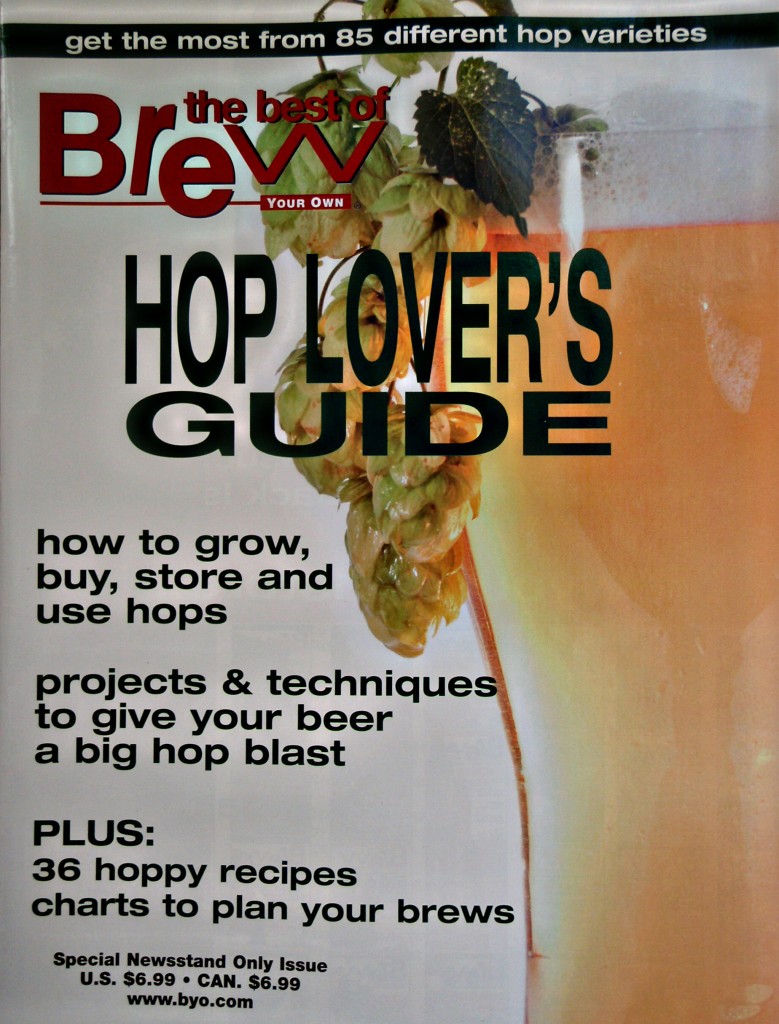 get the most from 85 different hop varieties
the best of
Brew
YOUR OWN
HOP LOVER'S
GUIDE
how to grow,
buy, store and
use hops
projects & techniques
to give your beer
a big hop blast
PLUS:
36 hoppy recipes
charts to plan your brews
Special Newsstand Only Issue
U.S. $6.99 • CAN. $6.99
www.byo.com